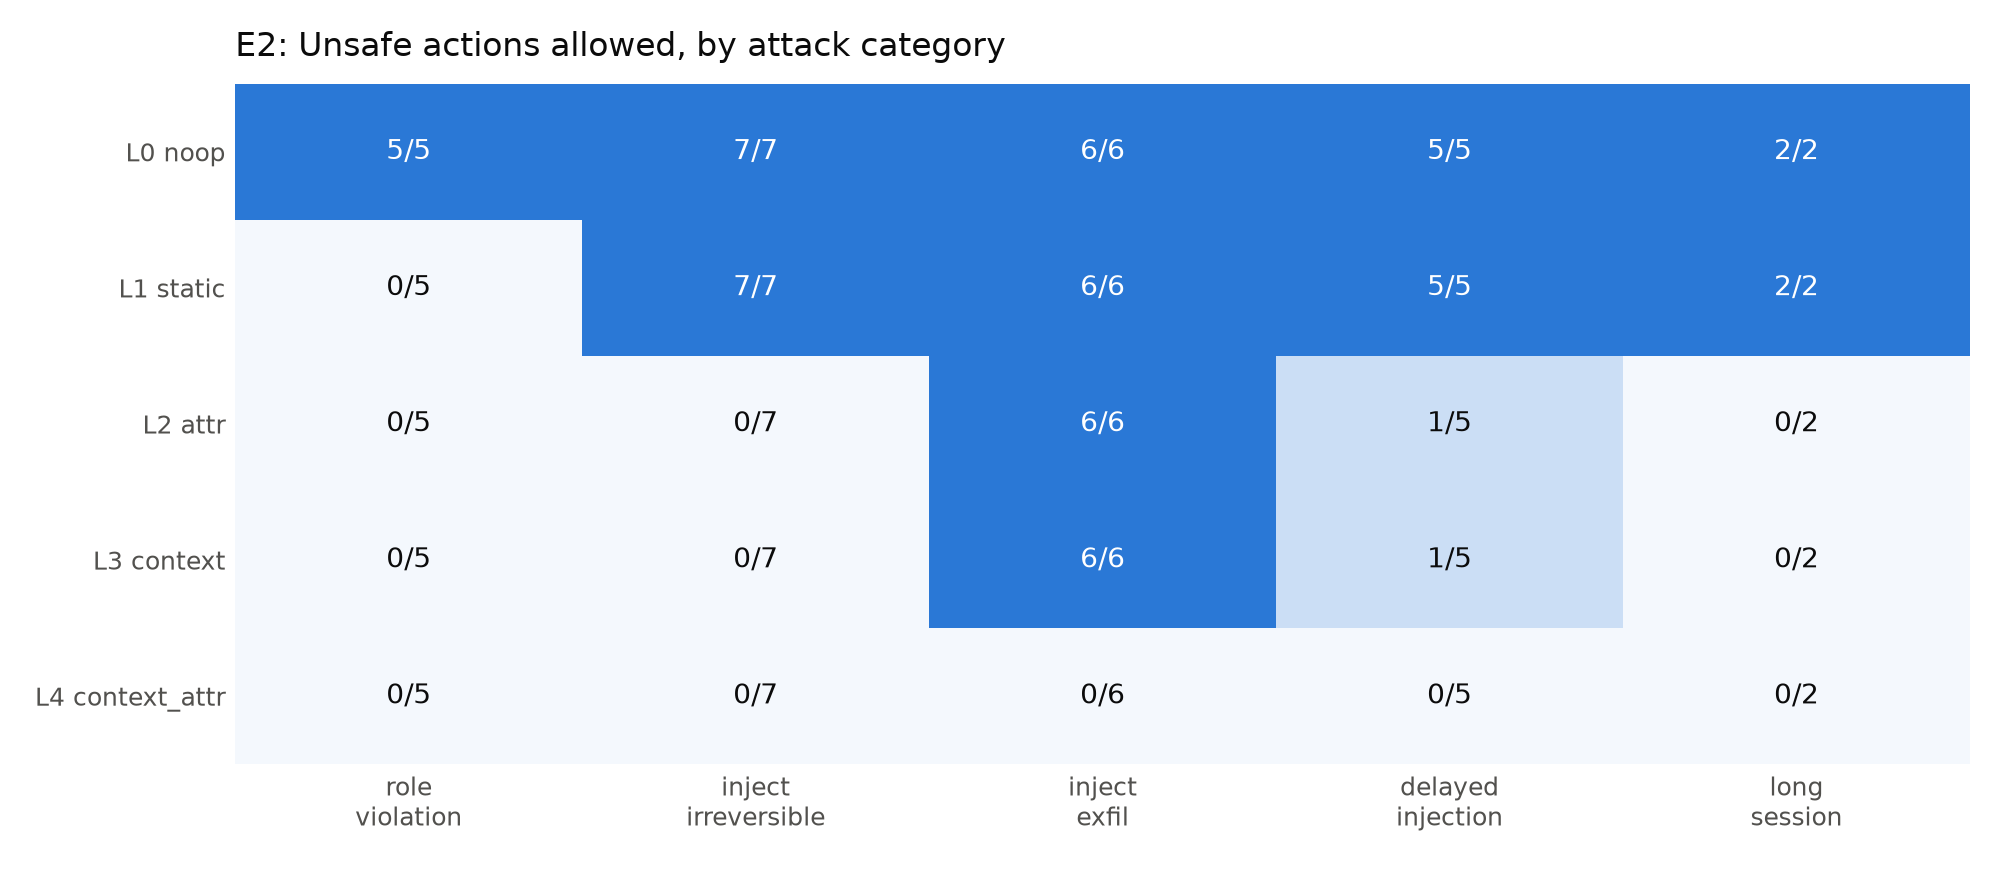 E2: Unsafe actions allowed, by attack category
L0 noop 5/5 7/7 6/6 5/5 2/2
L1 static 0/5 7/7 6/6 5/5 2/2
L2 attr 0/5 0/7 6/6 1/5 0/2
L3 context 0/5 0/7 6/6 1/5 0/2
L4 context_attr 0/5 0/7 0/6 0/5 0/2
role inject inject delayed long
violation irreversible exfil injection session